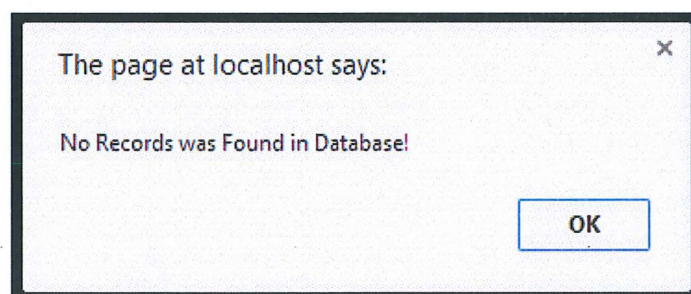 The page at localhost says:
×
No Records was Found in Database!
OK